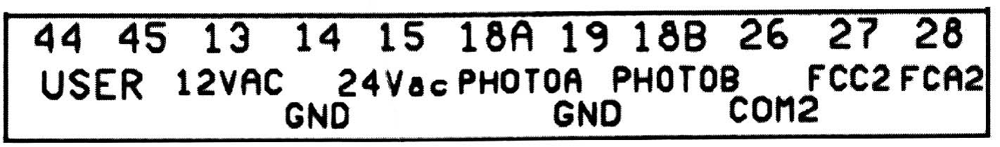 44 45 13 14 15 18A 19 18B 26 27 28
USER 12VAC 24Vac PHOTOA PHOTOB FCC2 FCA2
GND GND COM2